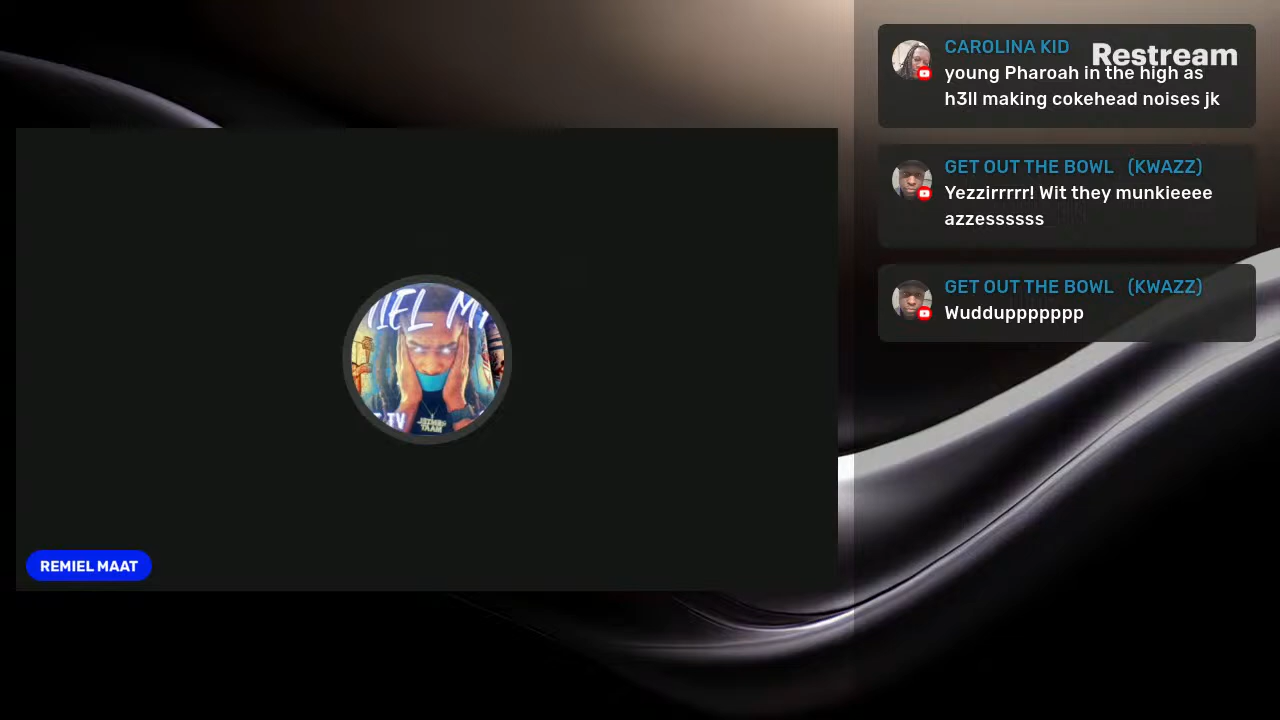 CAROLINA KID
Restream
young Pharoah in the high as
h3ll making cokehead noises jk
GET OUT THE BOWL (KWAZZ)
Yezzirrrrr! Wit they munkieeee
azzessssss
GET OUT THE BOWL (KWAZZ)
Wudduppppppp
REMIEL MAAT